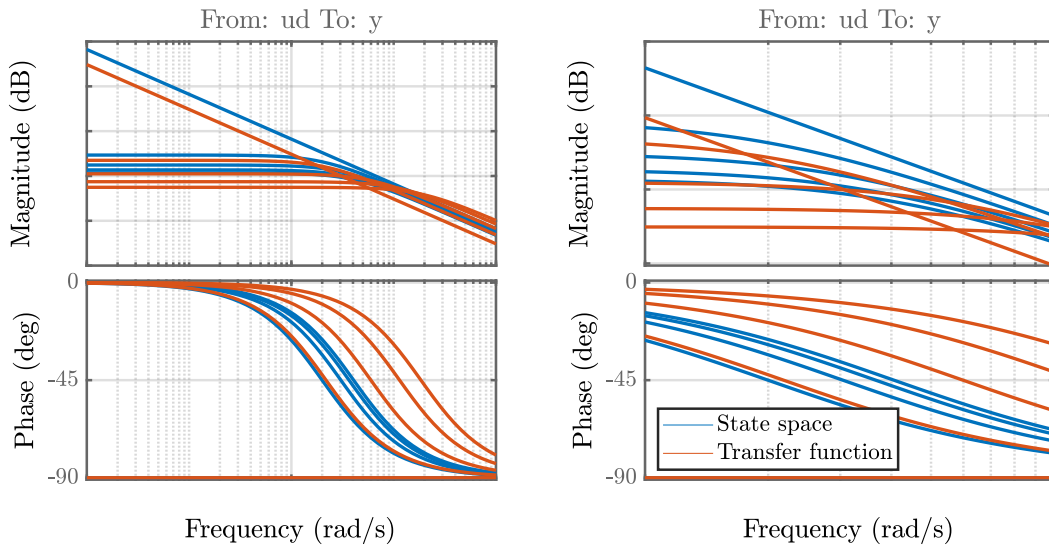 From: ud To: y
Magnitude (dB)
0
-45
-90
Phase (deg)
Frequency (rad/s)
From: ud To: y
Magnitude (dB)
0
-45
-90
Phase (deg)
State space
Transfer function
Frequency (rad/s)